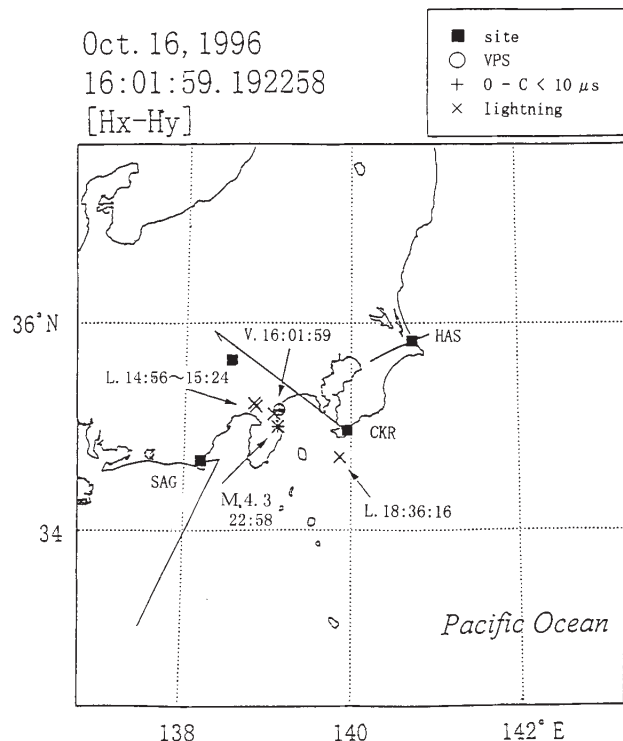 Oct. 16, 1996
16:01:59. 192258
[Hx-Hy]
■ site
○ VPS
+ O - C < 10 μs
× lightning
36°N
V. 16:01:59
HAS
L. 14:56~15:24
CKR
SAG
M, 4. 3
22:58
L. 18:36:16
34
Pacific Ocean
138
140
142°E